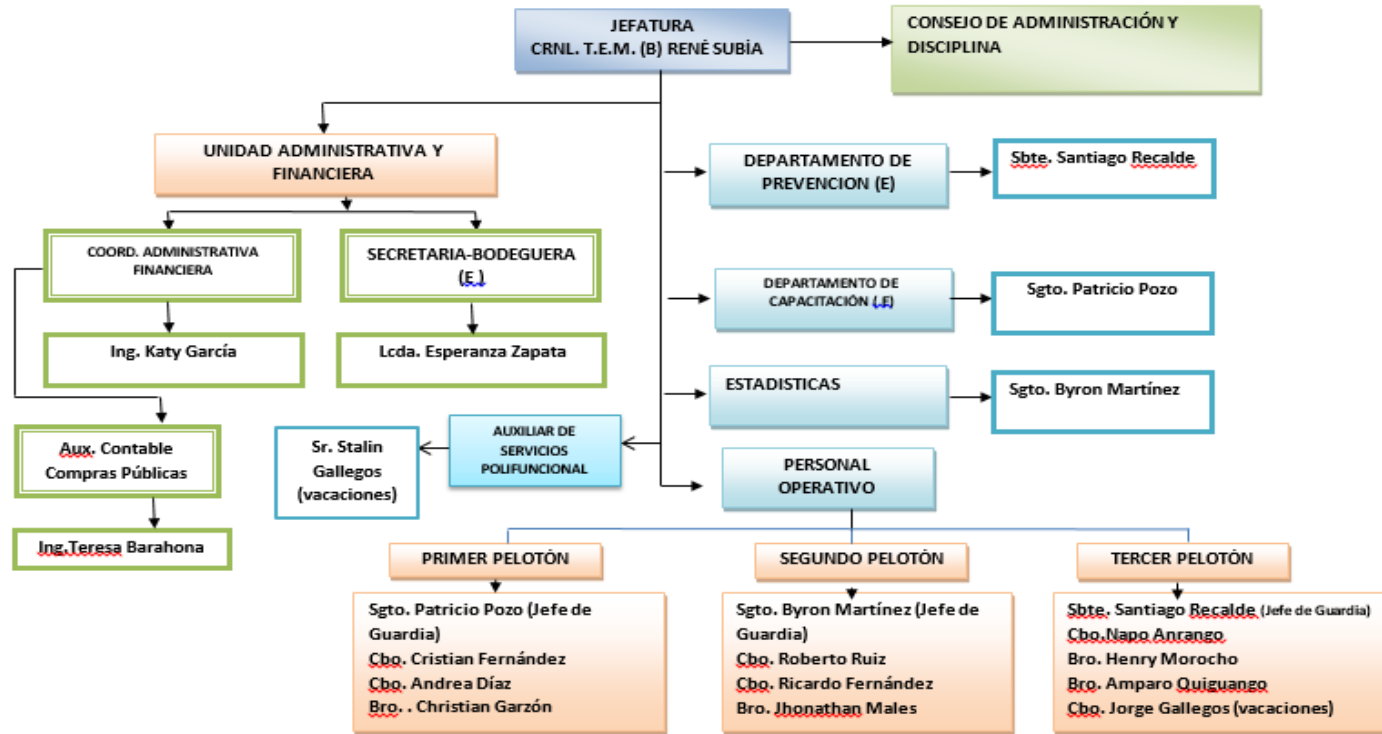 JEFATURA
CRNL. T.E.M. (B) RENÉ SUBÍA
CONSEJO DE ADMINISTRACIÓN Y
DISCIPLINA
UNIDAD ADMINISTRATIVA Y
FINANCIERA
DEPARTAMENTO DE
PREVENCION (E)
Sbte. Santiago Recalde
COORD. ADMINISTRATIVA
FINANCIERA
SECRETARIA-BODEGUERA
(E )
DEPARTAMENTO DE
CAPACITACIÓN ( E)
Sgto. Patricio Pozo
Ing. Katy García
Lcda. Esperanza Zapata
ESTADISTICAS
Sgto. Byron Martínez
Aux. Contable
Compras Públicas
Sr. Stalin
Gallegos
(vacaciones)
AUXILIAR DE
SERVICIOS
POLIFUNCIONAL
PERSONAL
OPERATIVO
Ing.Teresa Barahona
PRIMER PELOTÓN
SEGUNDO PELOTÓN
TERCER PELOTÓN
Sgto. Patricio Pozo (Jefe de
Guardia)
Cbo. Cristian Fernández
Cbo. Andrea Díaz
Bro. . Christian Garzón
Sgto. Byron Martínez (Jefe de
Guardia)
Cbo. Roberto Ruiz
Cbo. Ricardo Fernández
Bro. Jhonathan Males
Sbte. Santiago Recalde (Jefe de Guardia)
Cbo.Napo Anrango
Bro. Henry Morocho
Bro. Amparo Quiguango
Cbo. Jorge Gallegos (vacaciones)